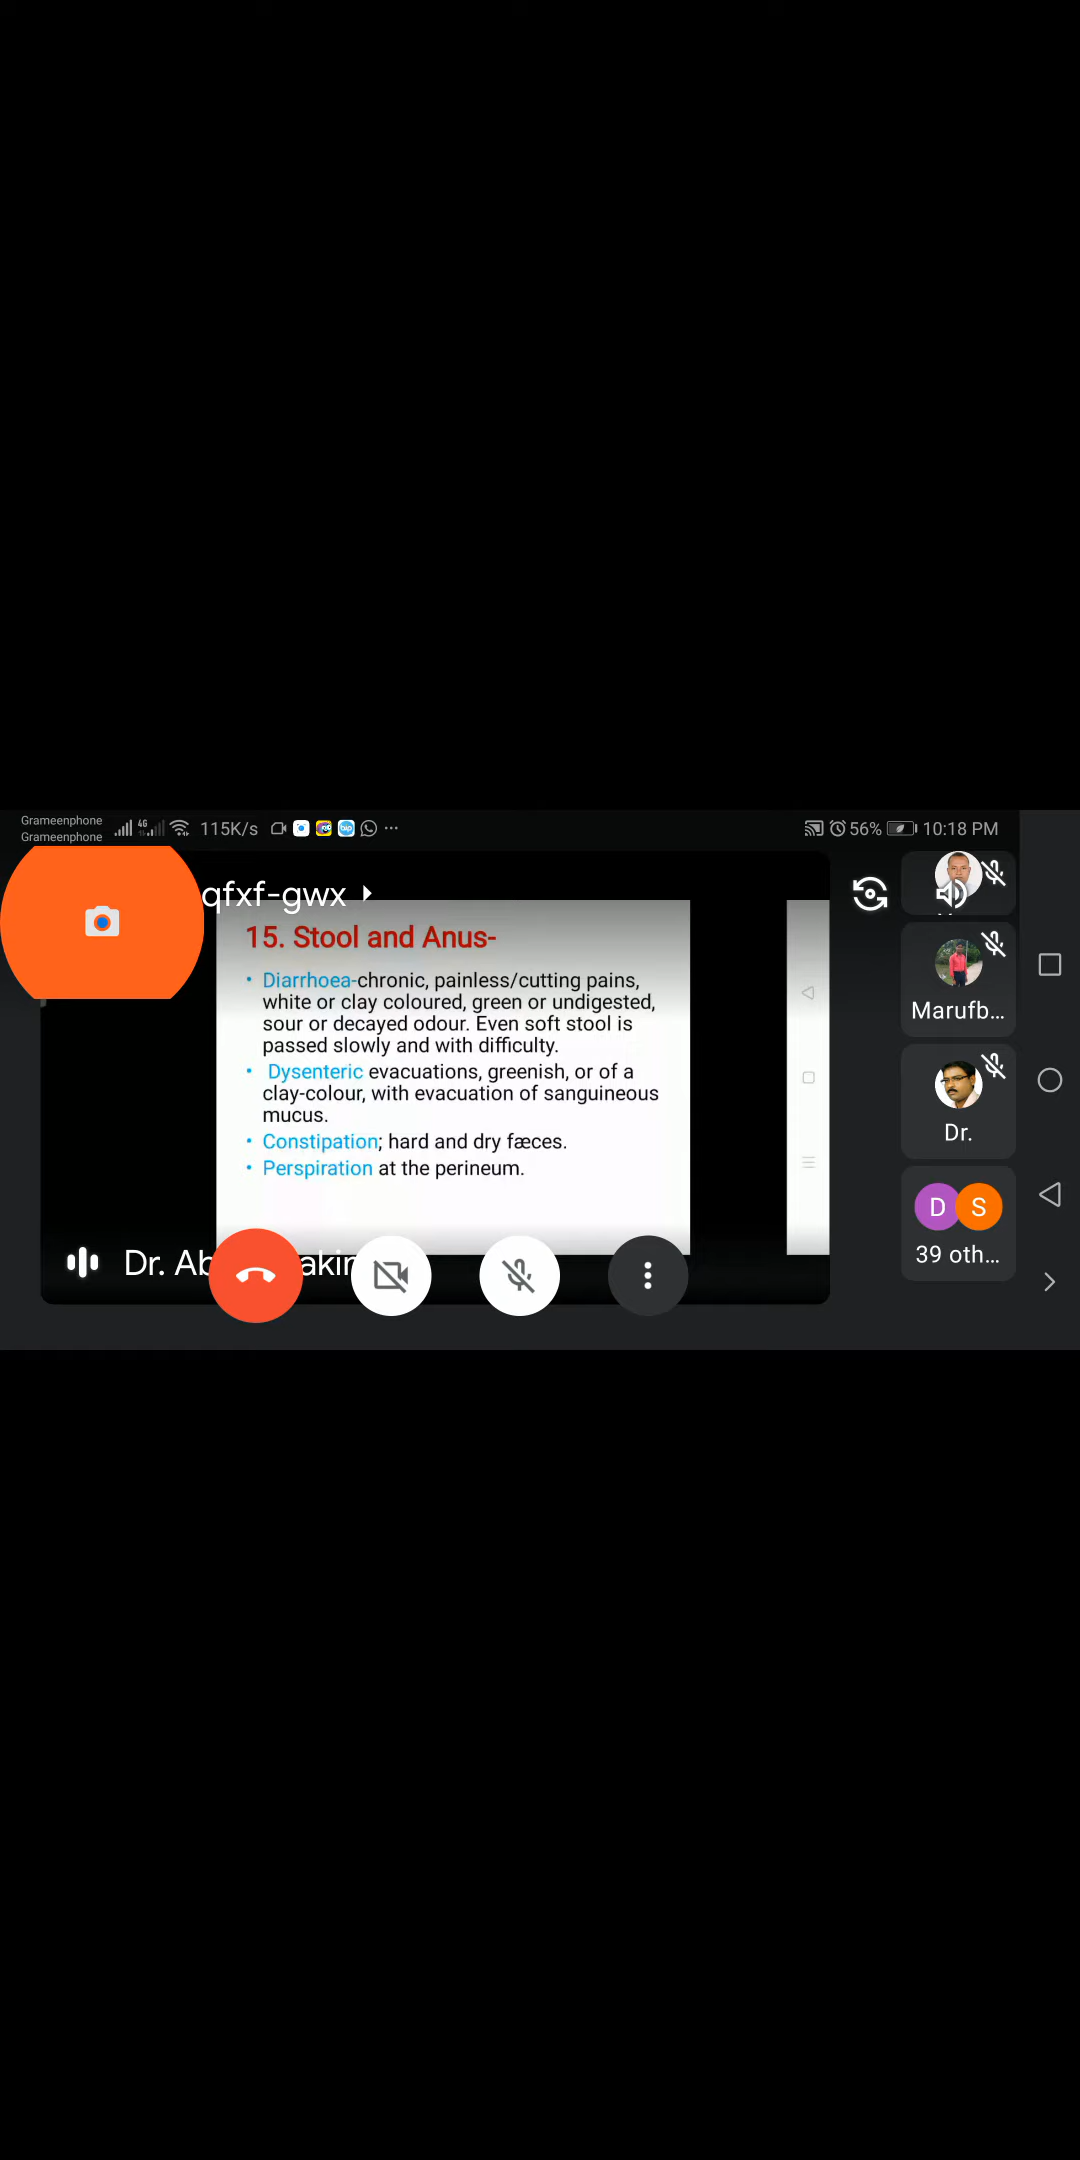 Grameenphone
Grameenphone
4G
115K/s
56%
10:18 PM
qfxf-gwx
15. Stool and Anus-
• Diarrhoea-chronic, painless/cutting pains,
white or clay coloured, green or undigested,
sour or decayed odour. Even soft stool is
passed slowly and with difficulty.
• Dysenteric evacuations, greenish, or of a
clay-colour, with evacuation of sanguineous
mucus.
• Constipation; hard and dry fæces.
• Perspiration at the perineum.
Dr.
Marufb...
Dr.
D
S
39 oth...